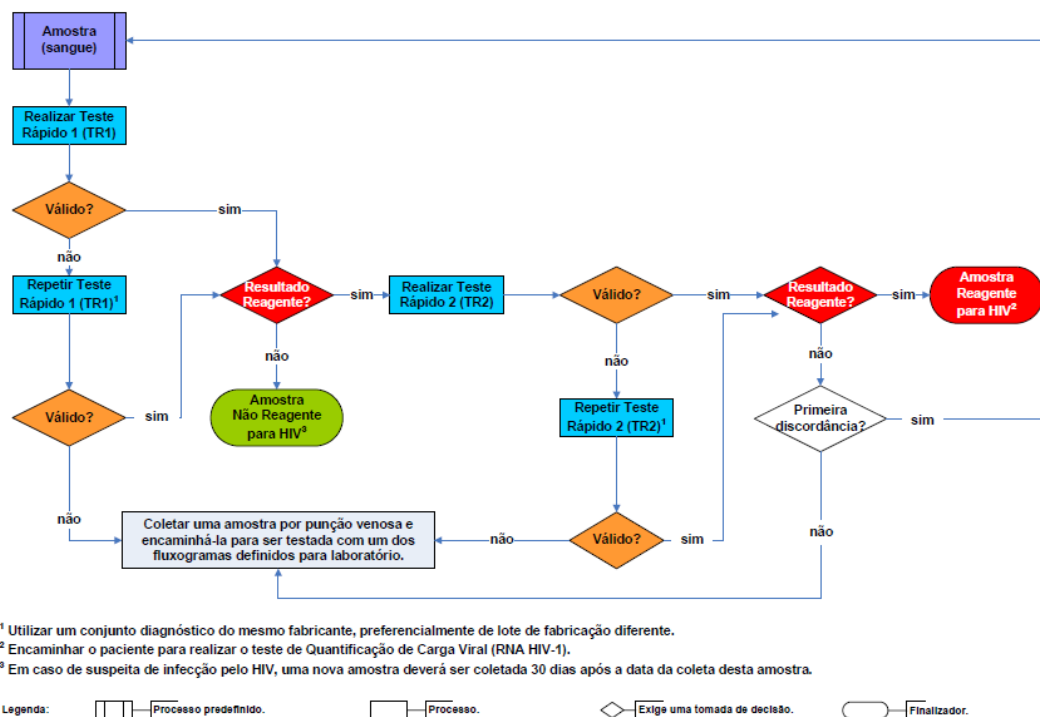 Amostra
(sangue)
Realizar Teste
Rápido 1 (TR1)
Válido?
sim
não
Repetir Teste
Rápido 1 (TR1)¹
Resultado
Reagente?
sim
Realizar Teste
Rápido 2 (TR2)
Válido?
sim
Resultado
Reagente?
sim
Amostra
Reagente
para HIV²
não
não
não
Válido?
sim
Amostra
Não Reagente
para HIV³
Repetir Teste
Rápido 2 (TR2)¹
Primeira
discordância?
sim
não
Coletar uma amostra por punção venosa e
encaminhá-la para ser testada com um dos
fluxogramas definidos para laboratório.
não
Válido?
sim
não
¹ Utilizar um conjunto diagnóstico do mesmo fabricante, preferencialmente de lote de fabricação diferente.
² Encaminhar o paciente para realizar o teste de Quantificação de Carga Viral (RNA HIV-1).
³ Em caso de suspeita de infecção pelo HIV, uma nova amostra deverá ser coletada 30 dias após a data da coleta desta amostra.
Legenda:
Processo predefinido.
Processo.
Exige uma tomada de decisão.
Finalizador.